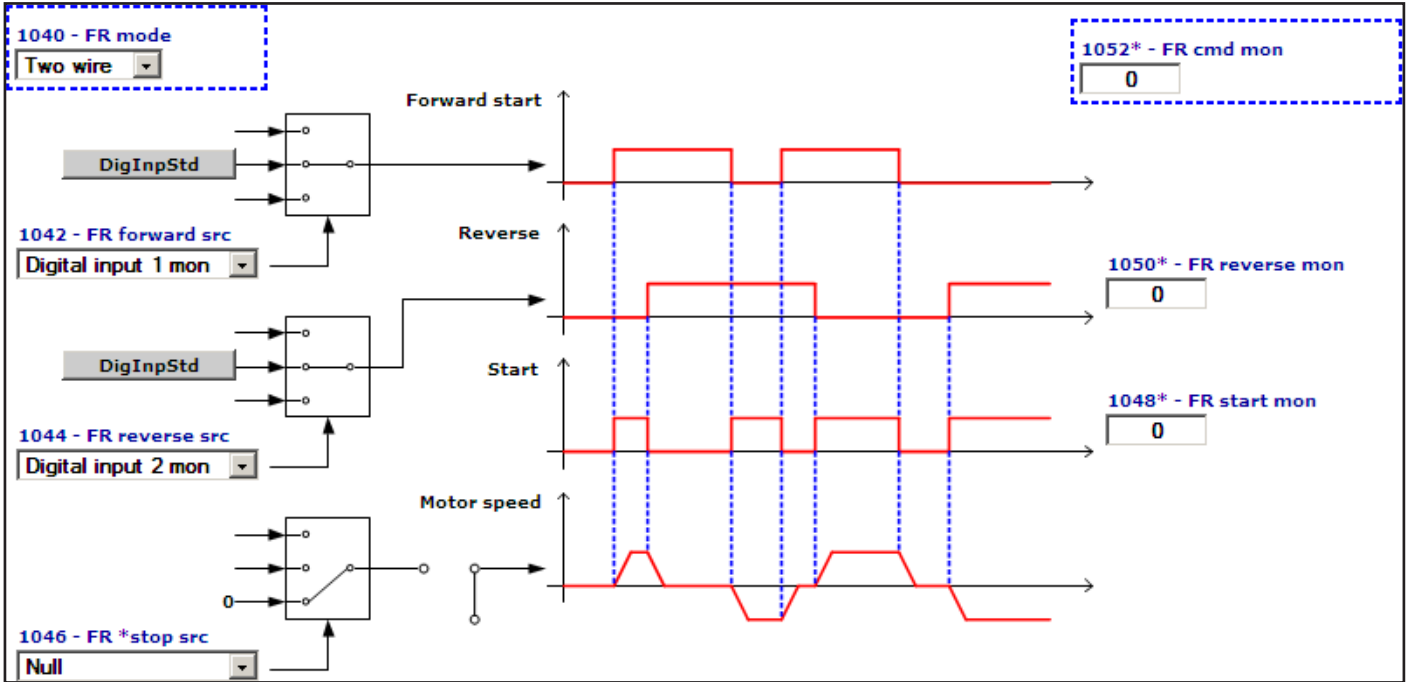 1040 - FR mode
Two wire
1052* - FR cmd mon
0
Forward start
DigInpStd
1042 - FR forward src
Digital input 1 mon
Reverse
1050* - FR reverse mon
0
DigInpStd
Start
1048* - FR start mon
0
1044 - FR reverse src
Digital input 2 mon
Motor speed
0
1046 - FR *stop src
Null